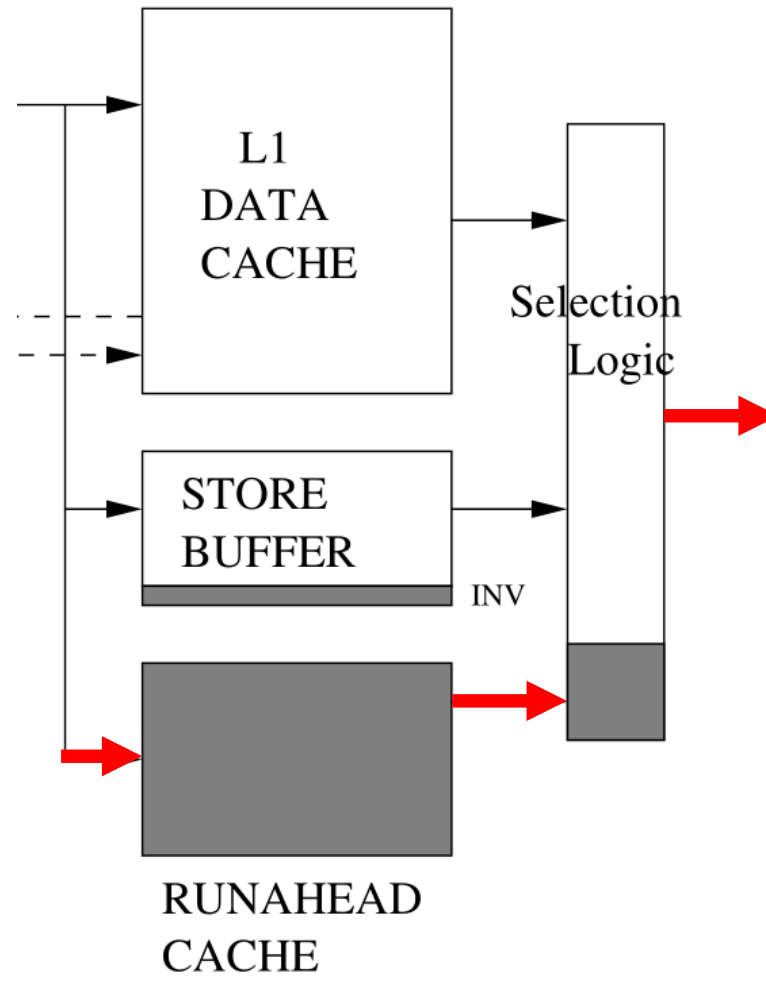 L1
DATA
CACHE
Selection
Logic
STORE
BUFFER
INV
RUNAHEAD
CACHE